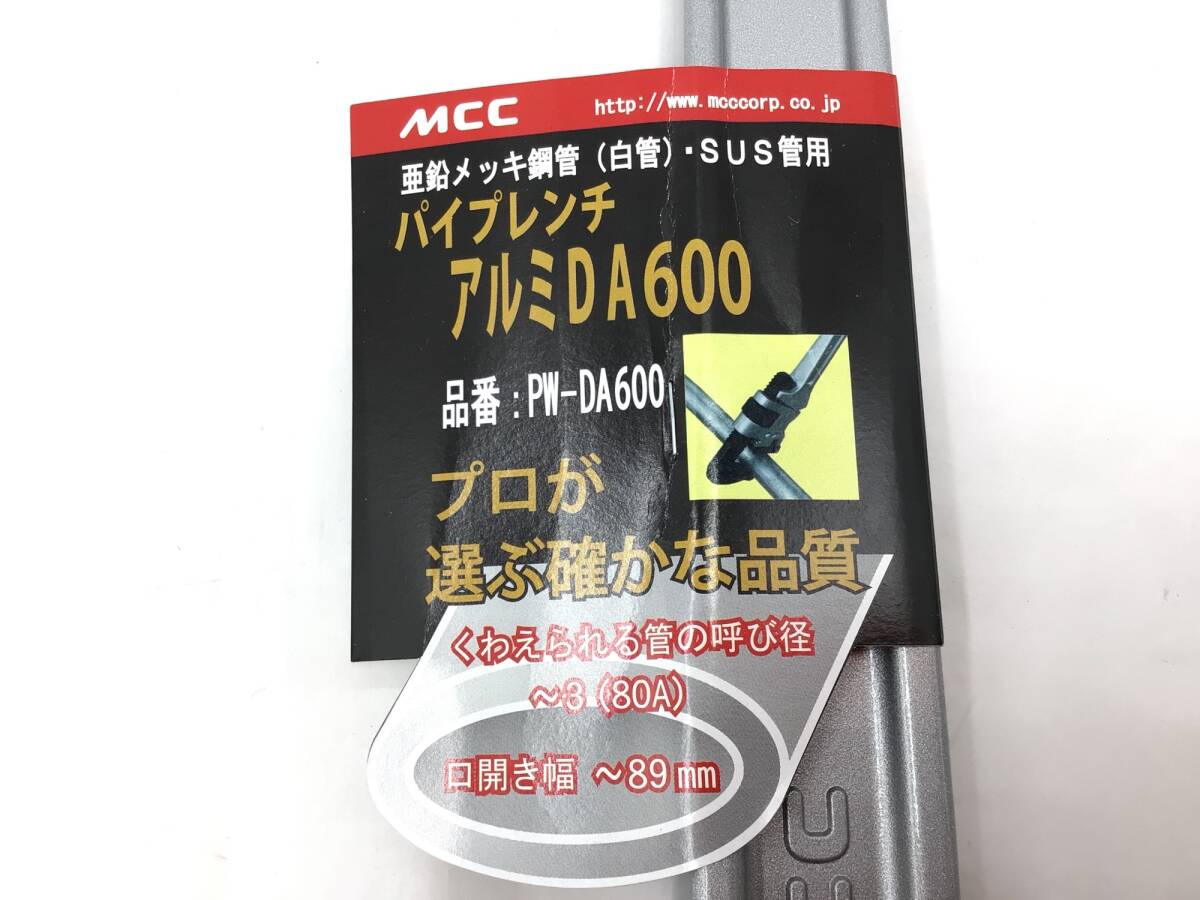 MCC
http://www.mcccorp.co.jp
亜鉛メッキ鋼管（白管）・SUS管用
パイプレンチ
アルミDA600
品番：PW-DA600
プロが
選ぶ確かな品質
くわえられる管の呼び径
～3（80A）
口開き幅 ～89mm